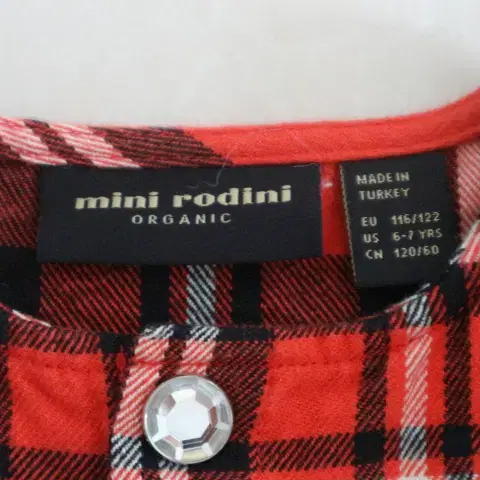 mini rodini
ORGANIC
MADE IN
TURKEY
EU 116/122
US 6-7 YRS
CN 120/60